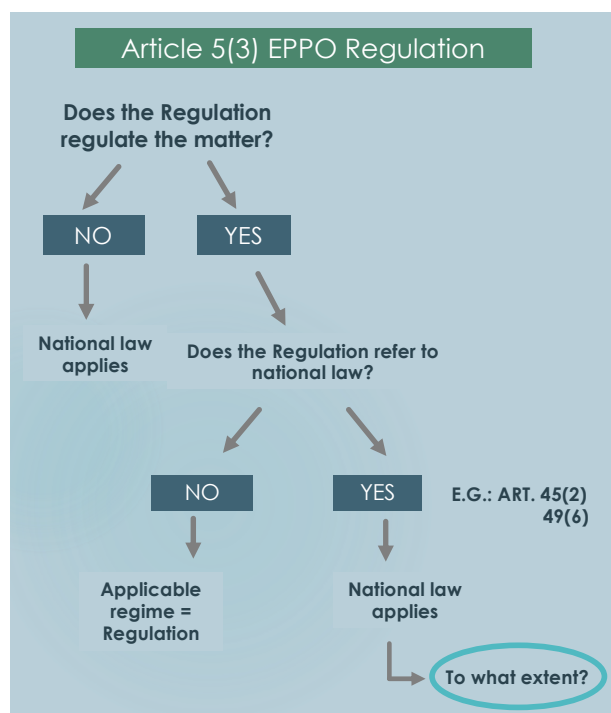 Article 5(3) EPPO Regulation
Does the Regulation
regulate the matter?
NO
YES
National law
applies
Does the Regulation refer to
national law?
NO
YES
E.G.: ART. 45(2)
49(6)
Applicable
regime =
Regulation
National law
applies
To what extent?